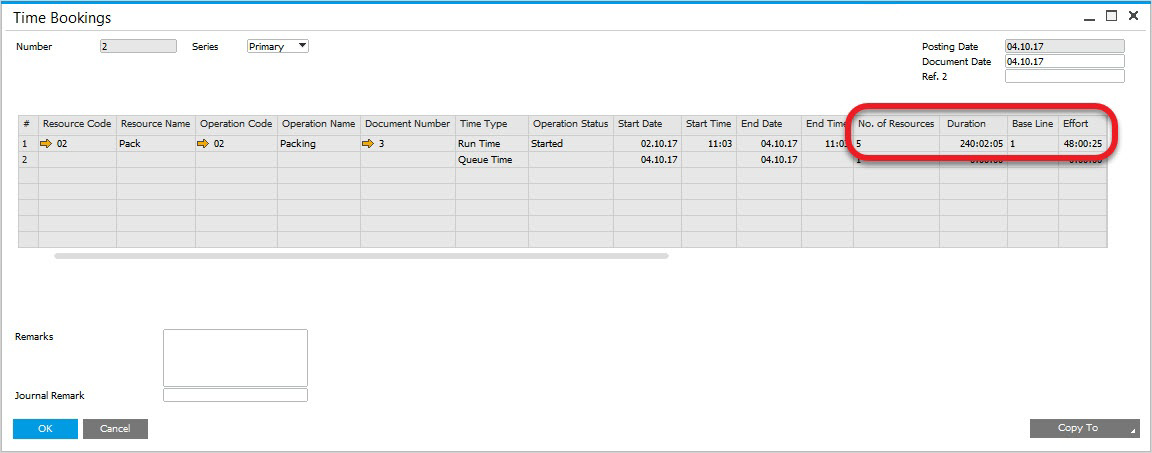 Time Bookings
Number 2 Series Primary Posting Date 04.10.17
Document Date 04.10.17
Ref. 2
# Resource Code Resource Name Operation Code Operation Name Document Number Time Type Operation Status Start Date Start Time End Date End Time No. of Resources Duration Base Line Effort
1 02 Pack 02 Packing 3 Run Time Started 02.10.17 11:03 04.10.17 11:03 5 240:02:05 1 48:00:25
2 Queue Time 04.10.17 04.10.17 1
Remarks
Journal Remark
OK Cancel Copy To